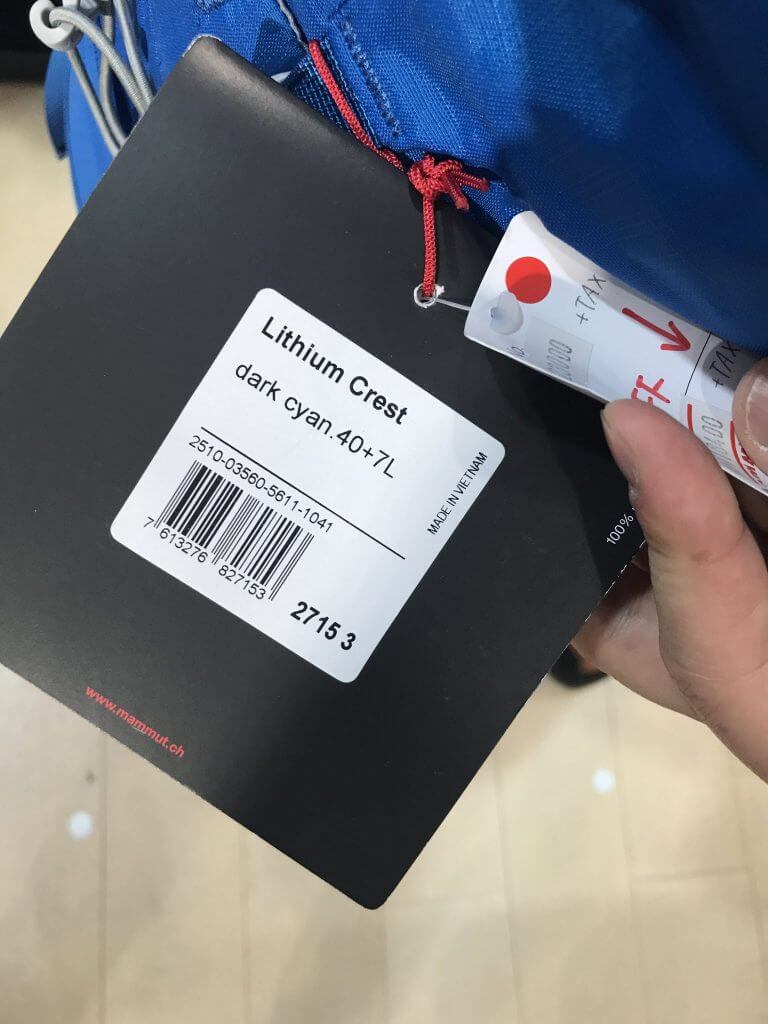 Lithium Crest
dark cyan.40+7L
2510-03560-5611-1041
7 613276 827153
2715 3
MADE IN VIETNAM
www.mammut.ch
100%
+TAX
+TAX